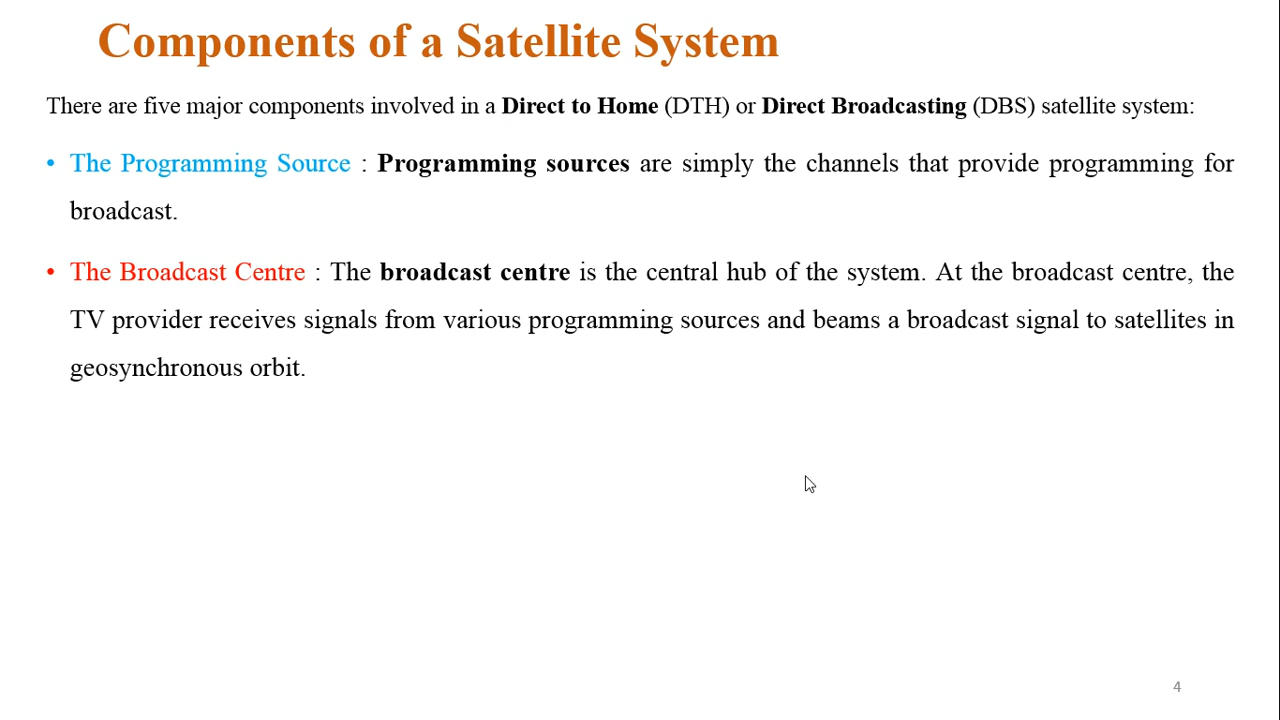 Components of a Satellite System
There are five major components involved in a Direct to Home (DTH) or Direct Broadcasting (DBS) satellite system:
• The Programming Source : Programming sources are simply the channels that provide programming for
broadcast.
• The Broadcast Centre : The broadcast centre is the central hub of the system. At the broadcast centre, the
TV provider receives signals from various programming sources and beams a broadcast signal to satellites in
geosynchronous orbit.
4